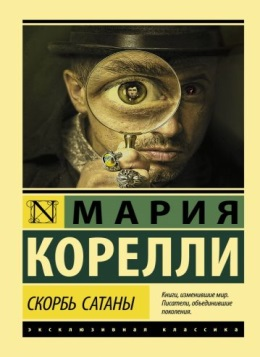 N
МАРИЯ
КОРЕЛЛИ
СКОРБЬ САТАНЫ
Книги, изменившие мир.
Писатели, объединившие
поколения.
эксклюзивная классика